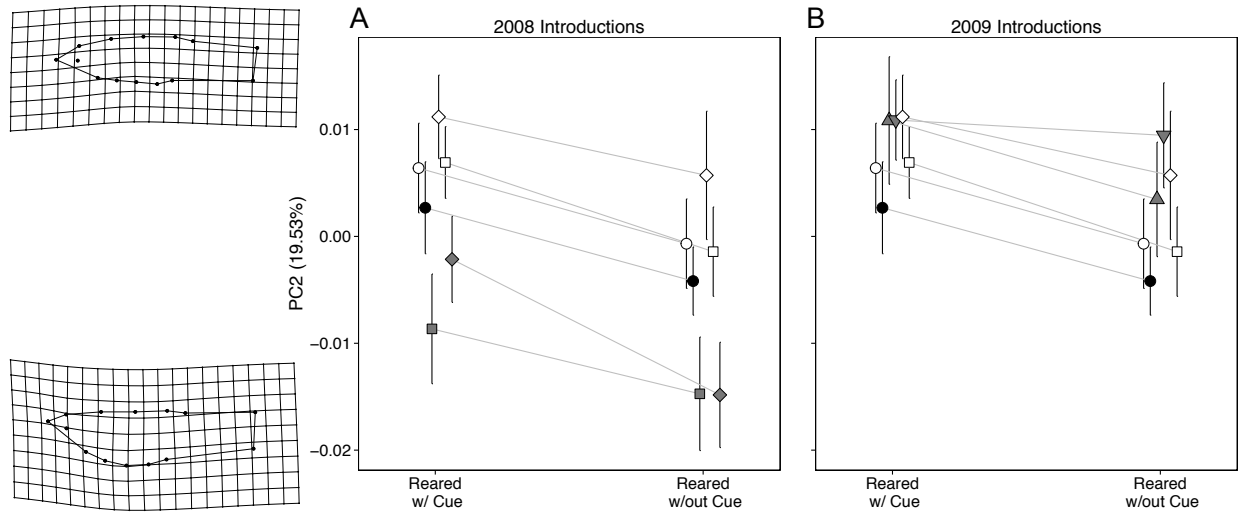 A
2008 Introductions
B
2009 Introductions
PC2 (19.53%)
0.01
0.00
−0.01
−0.02
Reared
w/ Cue
Reared
w/out Cue
Reared
w/ Cue
Reared
w/out Cue